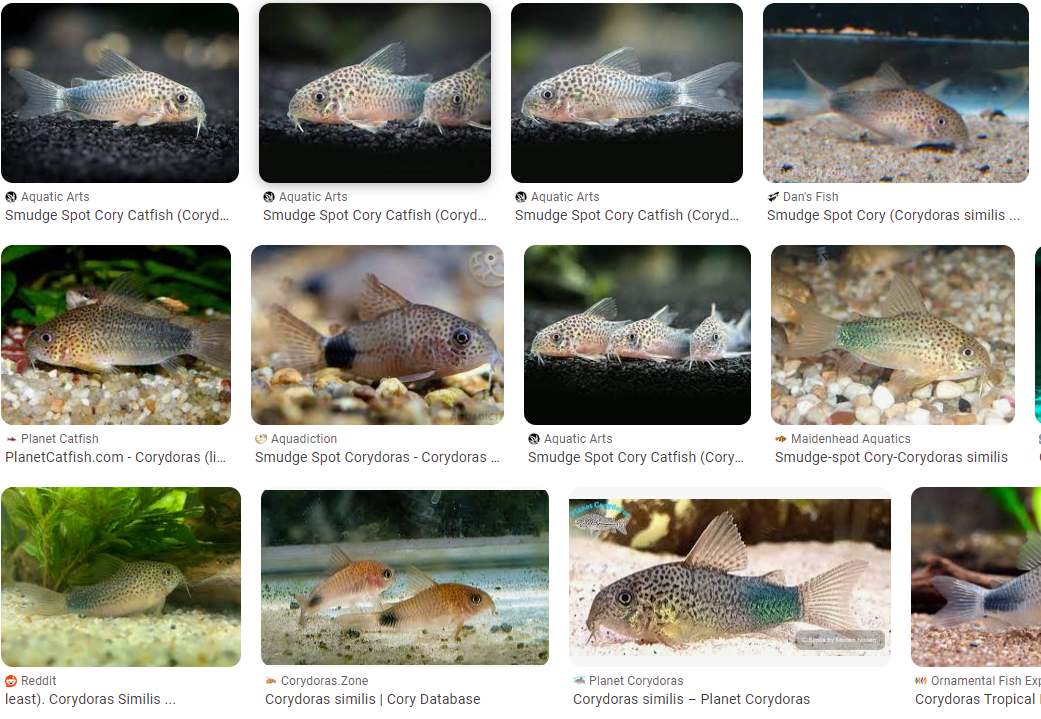 Aquatic Arts
Smudge Spot Cory Catfish (Coryd...
Aquatic Arts
Smudge Spot Cory Catfish (Coryd...
Aquatic Arts
Smudge Spot Cory Catfish (Coryd...
Dan's Fish
Smudge Spot Cory (Corydoras similis ...
Planet Catfish
PlanetCatfish.com - Corydoras (li...
Aquadiction
Smudge Spot Corydoras - Corydoras ...
Aquatic Arts
Smudge Spot Cory Catfish (Cory...
Maidenhead Aquatics
Smudge-spot Cory-Corydoras similis
Planet Corydoras
Reddit
least). Corydoras Similis ...
Corydoras.Zone
Corydoras similis | Cory Database
Planet Corydoras
Corydoras similis – Planet Corydoras
Ornamental Fish Exp
Corydoras Tropical